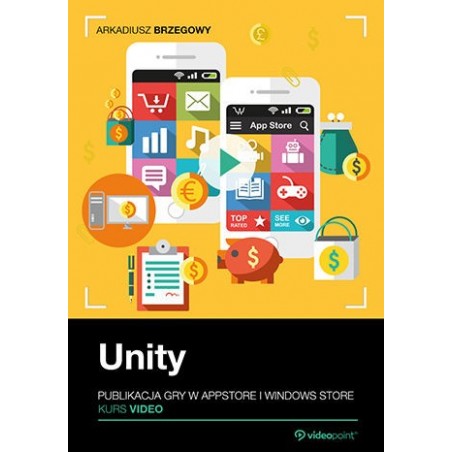 ARKADIUSZ BRZEGOWY
App Store
TOP
RATED
SEE
MORE
Unity
PUBLIKACJA GRY W APPSTORE I WINDOWS STORE
KURS VIDEO
videopoint